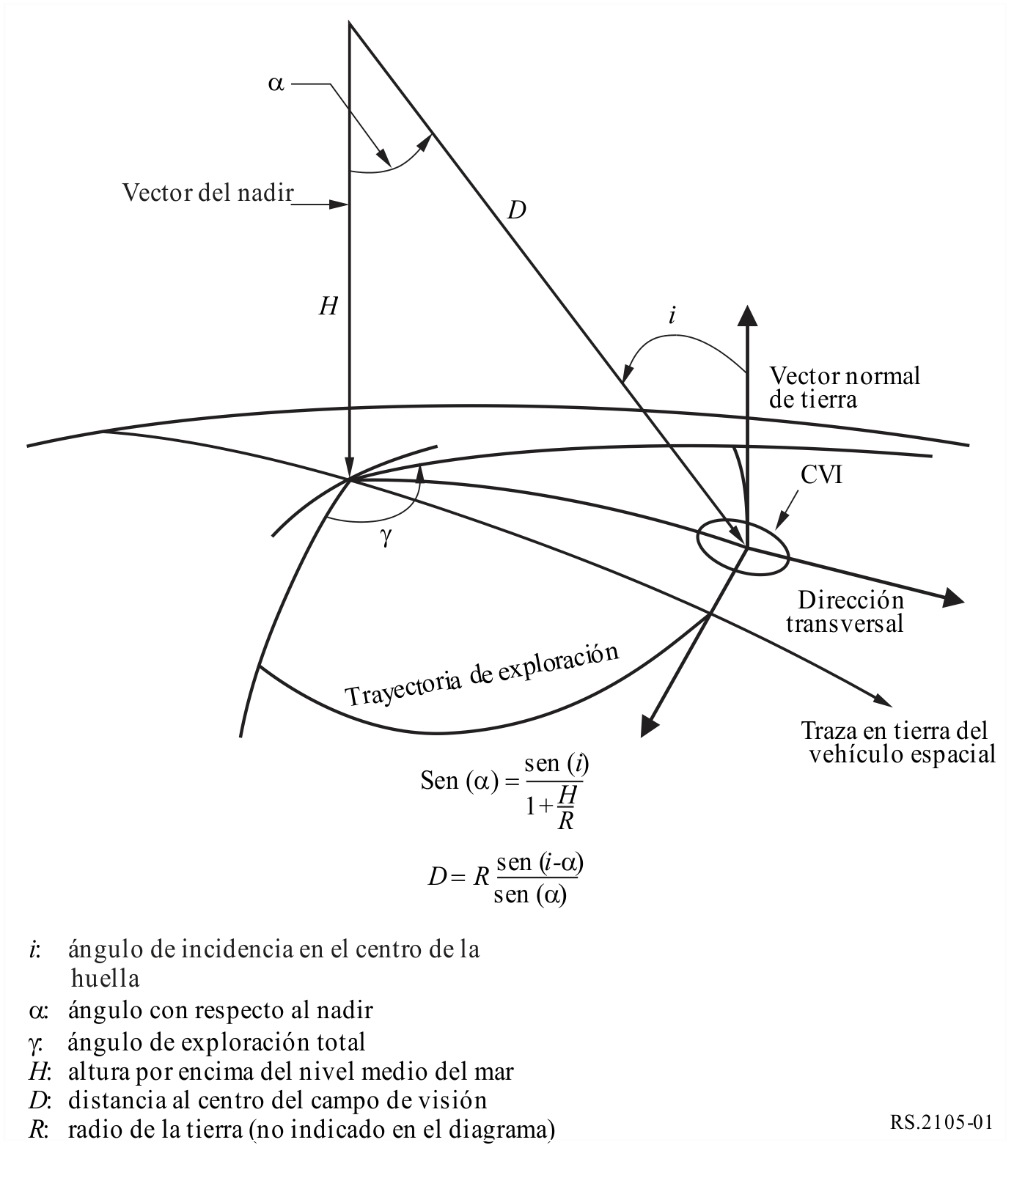 α
Vector del nadir
D
H
i
Vector normal
de tierra
CVI
γ
Dirección
transversal
Trayectoria de exploración
Traza en tierra del
vehículo espacial
Sen (α) = sen (i) / 1 + H/R
D = R sen (i-α) / sen (α)
i: ángulo de incidencia en el centro de la
huella
α: ángulo con respecto al nadir
γ: ángulo de exploración total
H: altura por encima del nivel medio del mar
D: distancia al centro del campo de visión
R: radio de la tierra (no indicado en el diagrama)
RS.2105-01